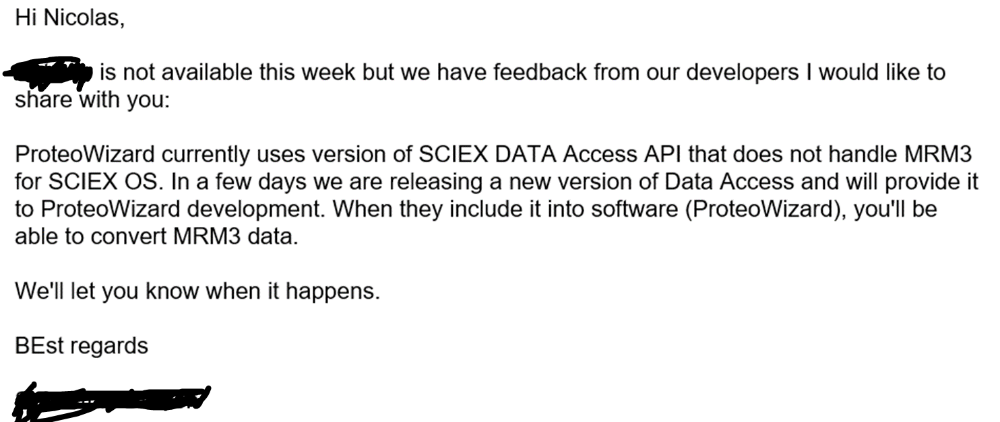 Hi Nicolas,
is not available this week but we have feedback from our developers I would like to
share with you:
ProteoWizard currently uses version of SCIEX DATA Access API that does not handle MRM3
for SCIEX OS. In a few days we are releasing a new version of Data Access and will provide it
to ProteoWizard development. When they include it into software (ProteoWizard), you'll be
able to convert MRM3 data.
We'll let you know when it happens.
BEst regards